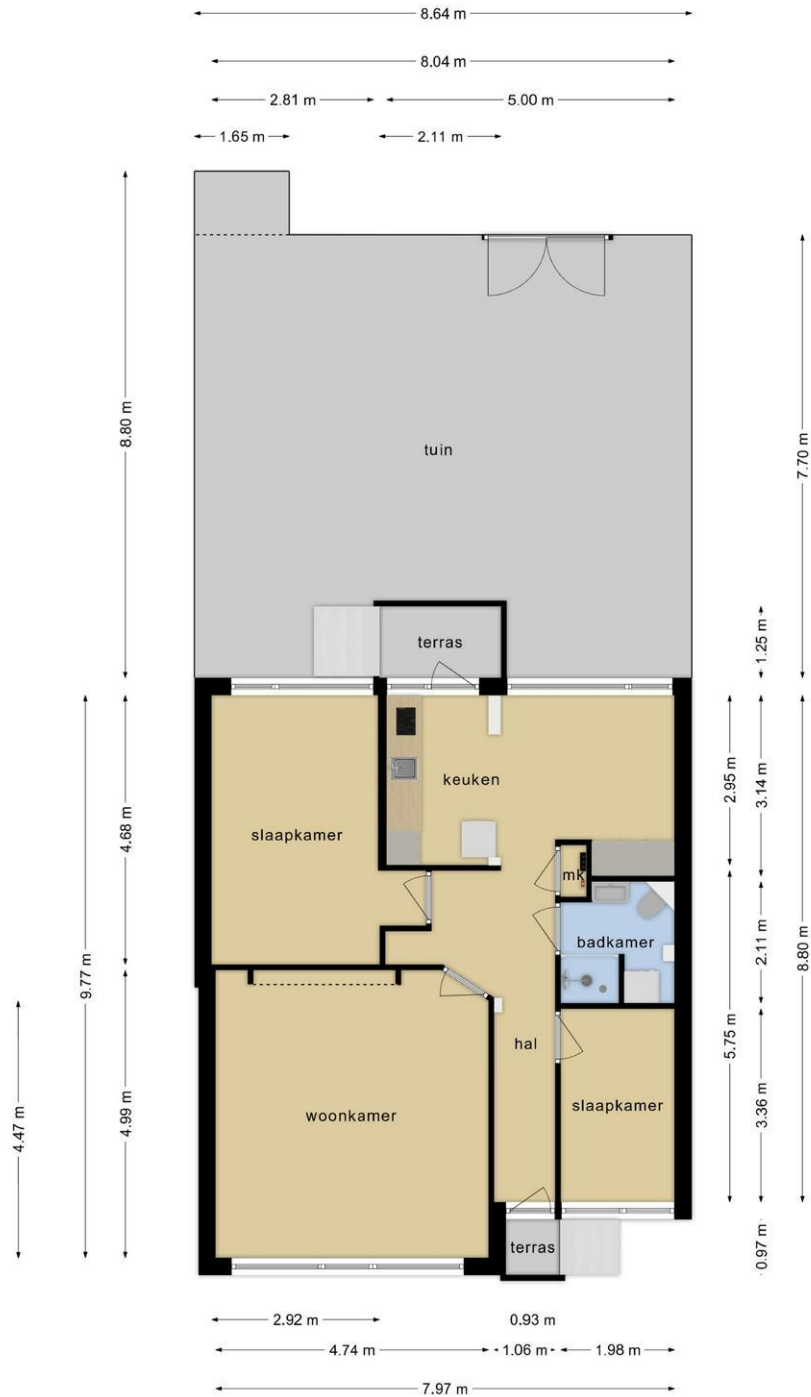 8.64 m
8.04 m
2.81 m 5.00 m
1.65 m 2.11 m
8.80 m
7.70 m
tuin
1.25 m
terras
keuken
slaapkamer
4.68 m
2.95 m
3.14 m
mk
badkamer
2.11 m
9.77 m
8.80 m
hal
5.75 m
slaapkamer
3.36 m
woonkamer
4.99 m
4.47 m
terras
0.97 m
2.92 m 0.93 m
4.74 m 1.06 m 1.98 m
7.97 m